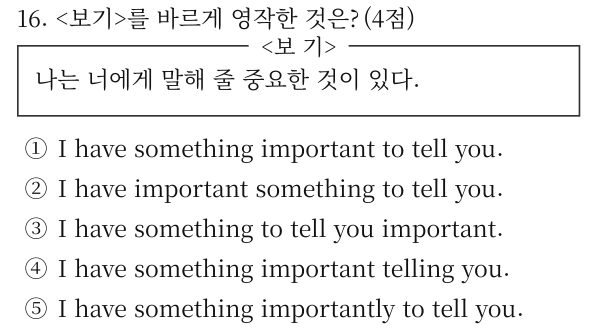 16. <보기>를 바르게 영작한 것은? (4점)
<보 기>
나는 너에게 말해 줄 중요한 것이 있다.
① I have something important to tell you.
② I have important something to tell you.
③ I have something to tell you important.
④ I have something important telling you.
⑤ I have something importantly to tell you.